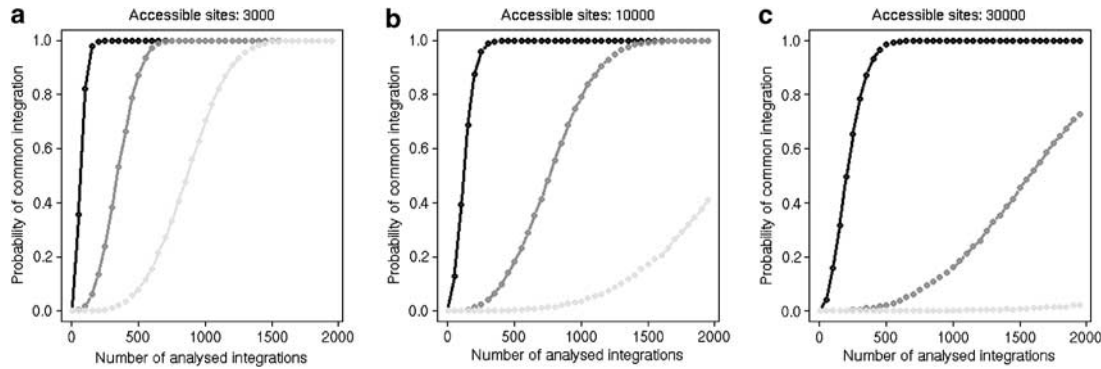 a
Accessible sites: 3000
Probability of common integration
1.0
0.8
0.6
0.4
0.2
0.0
0
500
1000
1500
2000
Number of analysed integrations
b
Accessible sites: 10000
Probability of common integration
1.0
0.8
0.6
0.4
0.2
0.0
0
500
1000
1500
2000
Number of analysed integrations
c
Accessible sites: 30000
Probability of common integration
1.0
0.8
0.6
0.4
0.2
0.0
0
500
1000
1500
2000
Number of analysed integrations